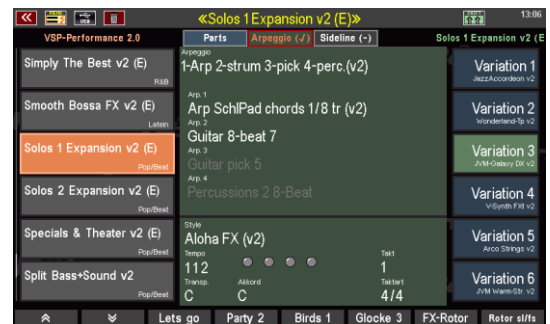 «Solos 1 Expansion v2 (E)»
13:06
VSP-Performance 2.0
Parts
Arpeggio (√)
Sideline (-)
Solos 1 Expansion v2 (E
Simply The Best v2 (E)
R&B
Smooth Bossa FX v2 (E)
Latein
Solos 1 Expansion v2 (E)
Pop/Beat
Solos 2 Expansion v2 (E)
Pop/Beat
Specials & Theater v2 (E)
Pop/Beat
Split Bass+Sound v2
Pop/Beat
Arpeggio
1-Arp 2-strum 3-pick 4-perc.(v2)
Arp. 1
Arp SchlPad chords 1/8 tr (v2)
Arp. 2
Guitar 8-beat 7
Arp. 3
Guitar pick 5
Arp. 4
Percussions 2 8-Beat
Style
Aloha FX (v2)
Tempo
Takt
112
1
Transp.
Akkord
Taktart
C
C
4/4
Variation 1
JazzAccordeon v2
Variation 2
Wonderland-Tp v2
Variation 3
JVM-Galaxy DX v2
Variation 4
V-Synth FXt v2
Variation 5
Arco Strings v2
Variation 6
JVM Warm-Str. v2
Lets go
Party 2
Birds 1
Glocke 3
FX-Rotor
Rotor sl/fs